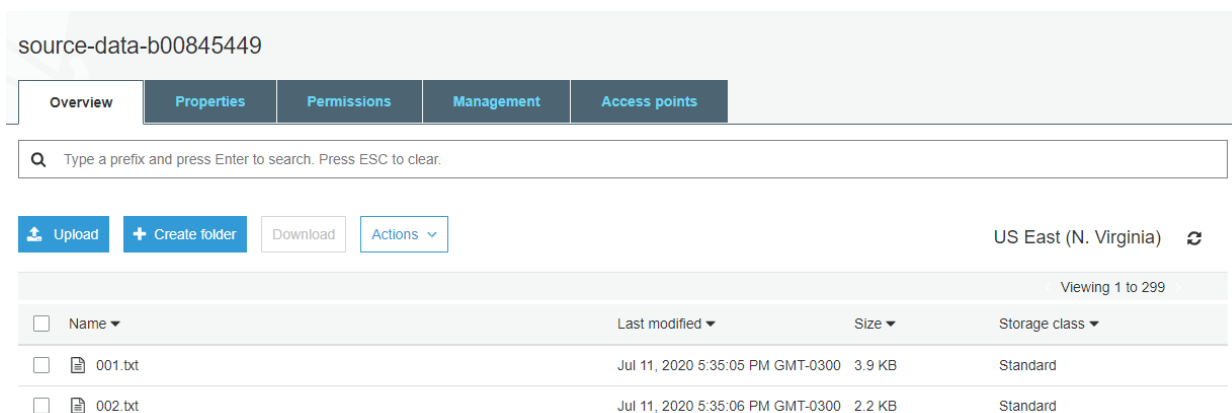 source-data-b00845449
Overview Properties Permissions Management Access points
Type a prefix and press Enter to search. Press ESC to clear.
Upload Create folder Download Actions US East (N. Virginia)
Viewing 1 to 299
Name Last modified Size Storage class
001.txt Jul 11, 2020 5:35:05 PM GMT-0300 3.9 KB Standard
002.txt Jul 11, 2020 5:35:06 PM GMT-0300 2.2 KB Standard